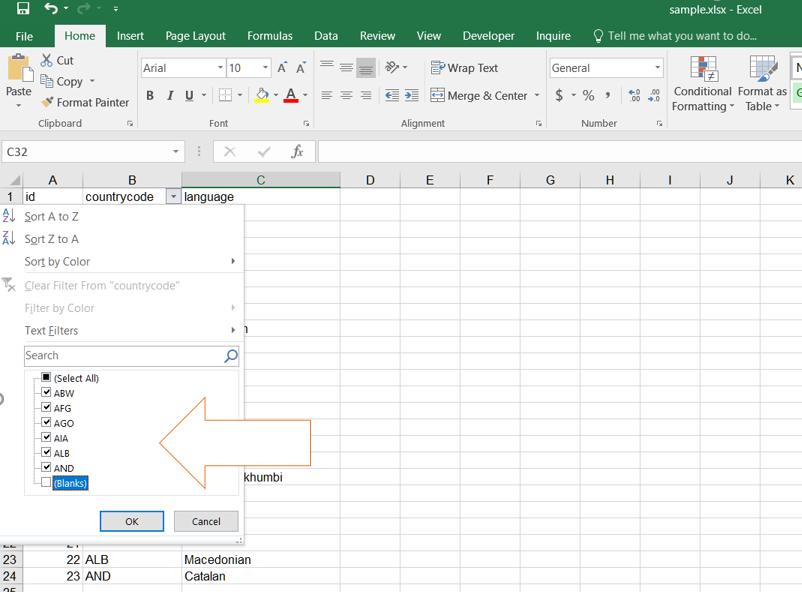 sample.xlsx - Excel
File Home Insert Page Layout Formulas Data Review View Developer Inquire Tell me what you want to do...
Paste
Cut
Copy
Format Painter
Clipboard
Arial 10 A A
B I U A
Font
Wrap Text
Merge & Center
Alignment
General
$ % , .0 .00 .00 .0
Number
Conditional Formatting
Format as Table
C32 fx
A B C D E F G H I J K
1 id countrycode language
Sort A to Z
Sort Z to A
Sort by Color
Clear Filter From "countrycode"
Filter by Color
Text Filters
Search
(Select All)
ABW
AFG
AGO
AIA
ALB
AND
(Blanks)
khumbi
OK Cancel
23 22 ALB Macedonian
24 23 AND Catalan